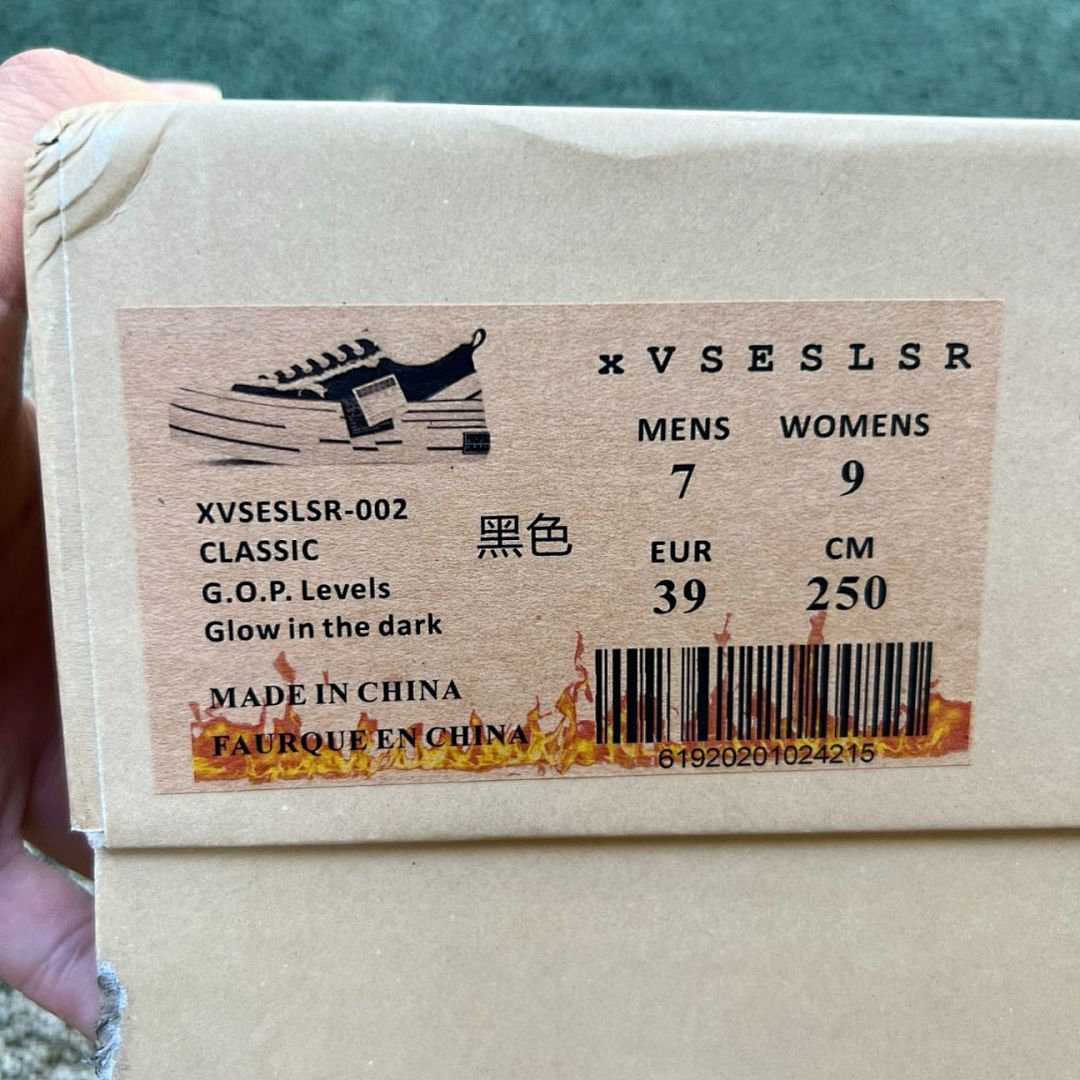 x V S E S L S R
MENS WOMENS
7 9
EUR CM
39 250
XVSESLSR-002
CLASSIC
G.O.P. Levels
Glow in the dark
黑色
MADE IN CHINA
FAURQUE EN CHINA
61920201024215